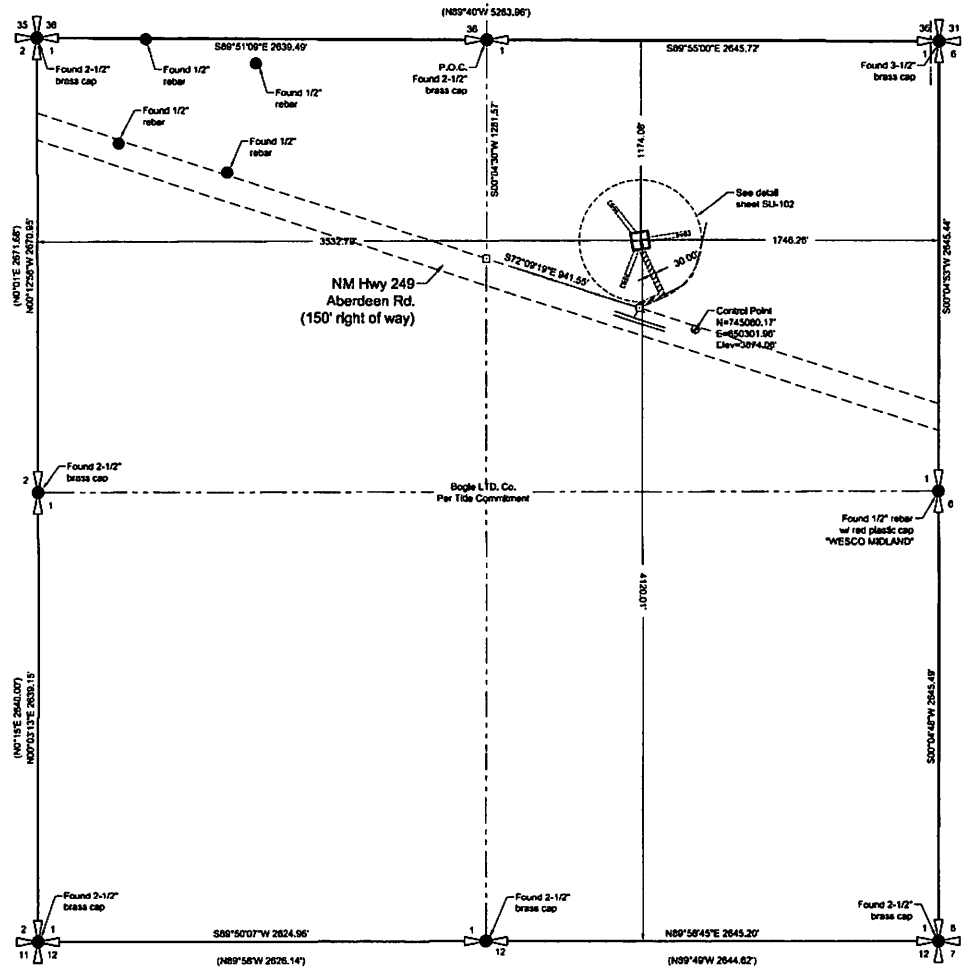 (N89°40'W 5263.96')
35
36
2
1
S89°51'09"E 2639.49'
36
1
S89°55'00"E 2645.72'
36
31
1
6
Found 2-1/2"
brass cap
Found 1/2"
rebar
Found 1/2"
rebar
P.O.C.
Found 2-1/2"
brass cap
Found 3-1/2"
brass cap
Found 1/2"
rebar
Found 1/2"
rebar
S00°04'30"W 1281.57'
1174.08'
See detail
sheet SU-102
(N0°01'E 2671.68')
N00°12'56"W 2670.95'
3532.79'
1746.26'
S00°04'53"W 2645.44'
S72°09'19"E 941.55'
30.00'
NM Hwy 249
Aberdeen Rd.
(150' right of way)
Control Point
N=745060.17'
E=650301.96'
Elev=3874.08'
2
1
Found 2-1/2"
brass cap
Bogle LTD. Co.
Per Title Commitment
1
6
Found 1/2" rebar
w/ red plastic cap
"WESCO MIDLAND"
4120.01'
(N0°15'E 2640.00')
N00°03'13"E 2639.15'
S00°04'48"W 2645.49'
Found 2-1/2"
brass cap
Found 2-1/2"
brass cap
Found 2-1/2"
brass cap
2
1
11
12
S89°50'07"W 2624.96'
1
12
N89°58'45"E 2645.20'
1
12
7
(N89°58'W 2626.14')
(N89°49'W 2644.62')